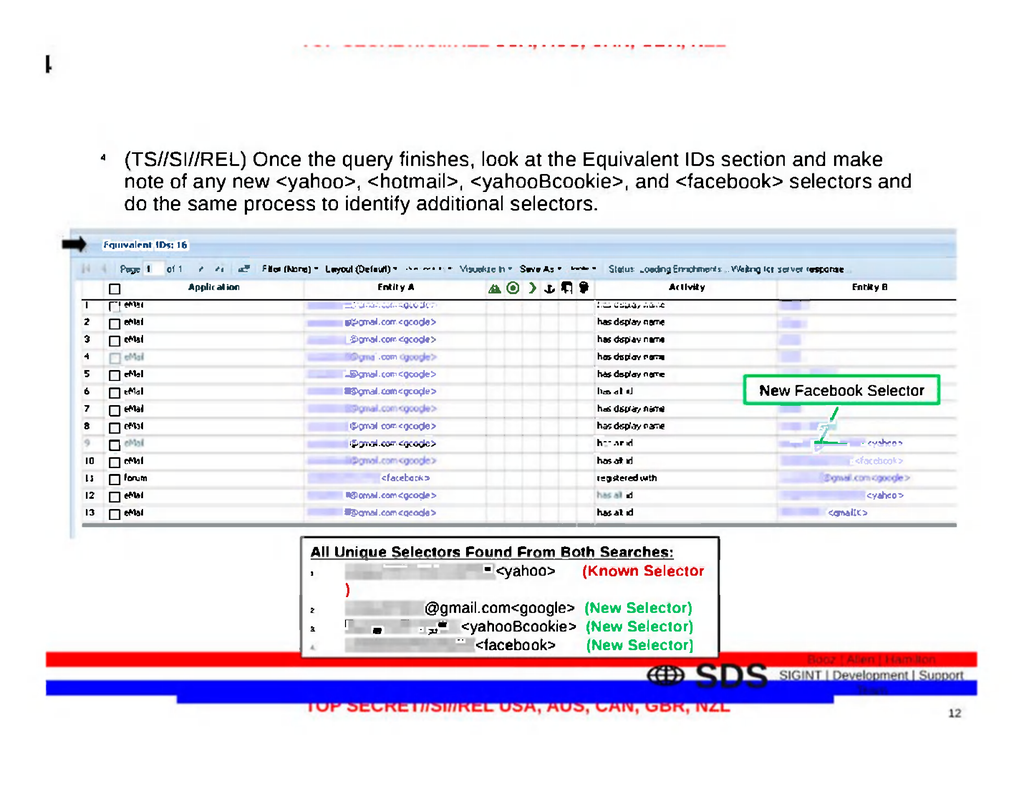 (TS//SI//REL) Once the query finishes, look at the Equivalent IDs section and make
note of any new <yahoo>, <hotmail>, <yahooBcookie>, and <facebook> selectors and
do the same process to identify additional selectors.
Equivalent IDs: 16
Page 1 of 1 Filter (None) Layout (Default) Visualize In Save As Status: Loading Enrichments... Waiting for server response
Application Entity A Activity Entity B
1 eMail
2 eMail @gmail.com<google> has display name
3 eMail @gmail.com<google> has display name
4 eMail .com <google> has display name
5 eMail @gmail.com<google> has display name
6 eMail @gmail.com<google> has alt id
7 eMail @gmail.com<google> has display name
8 eMail @gmail.com<google> has display name
9 eMail @gmail.com<google> <yahoo>
10 eMail @gmail.com<google> has alt id <facebook>
11 forum <facebook> registered with @gmail.com<google>
12 eMail @gmail.com<google> has alt id <yahoo>
13 eMail @gmail.com<google> has alt id
New Facebook Selector
All Unique Selectors Found From Both Searches:
1. <yahoo> (Known Selector
)
2. @gmail.com<google> (New Selector)
3. <yahooBcookie> (New Selector)
4. <facebook> (New Selector)
Booz | Allen | Hamilton
SDS SIGINT | Development | Support
TOP SECRET//SI//REL USA, AUS, CAN, GBR, NZL
12